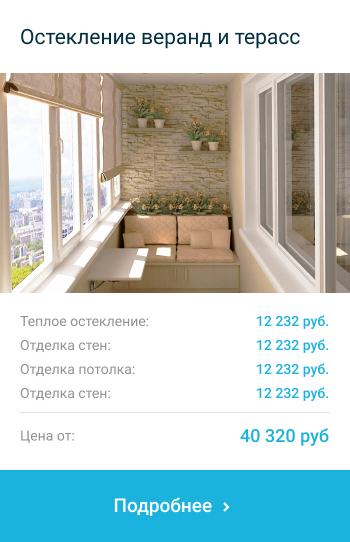 Остекление веранд и терасс
Теплое остекление: 12 232 руб.
Отделка стен: 12 232 руб.
Отделка потолка: 12 232 руб.
Отделка стен: 12 232 руб.
Цена от: 40 320 руб
Подробнее ›